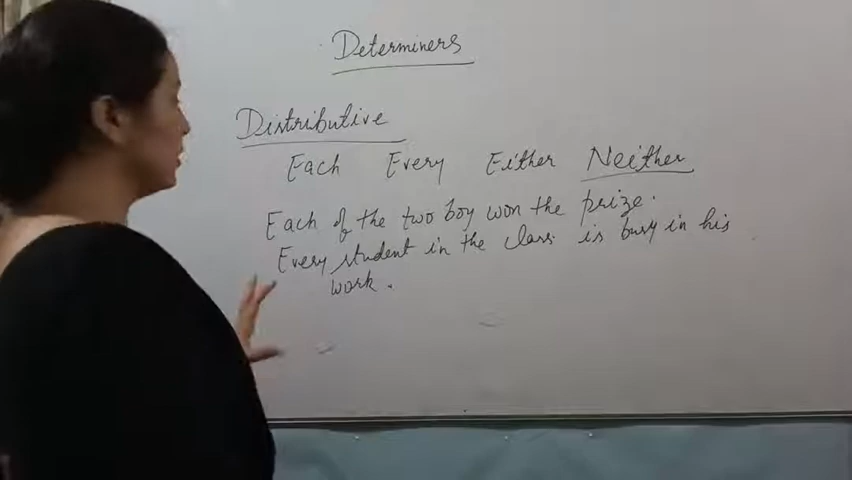 Determiners
Distributive
Each Every Either Neither
Each of the two boy won the prize.
Every student in the class is busy in his
work.